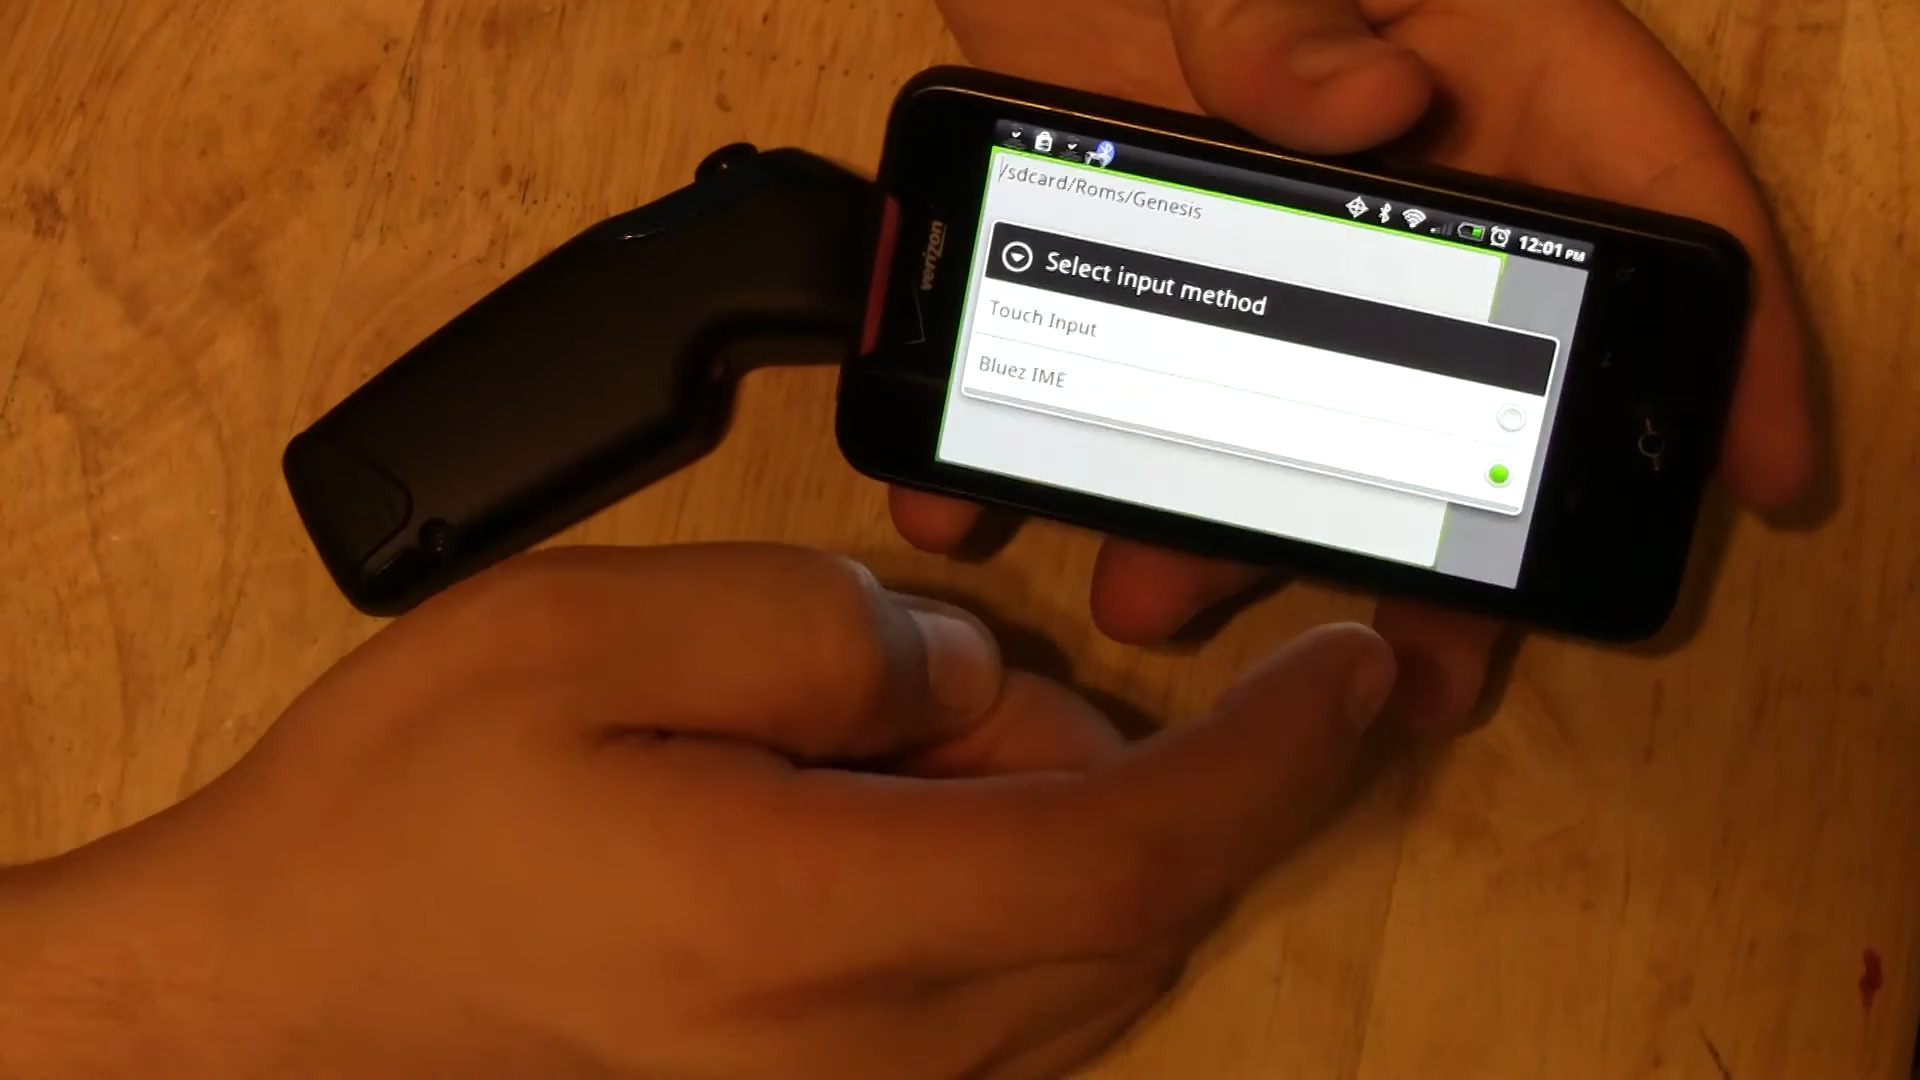 verizon
12:01 PM
/sdcard/Roms/Genesis
Select input method
Touch Input
Bluez IME